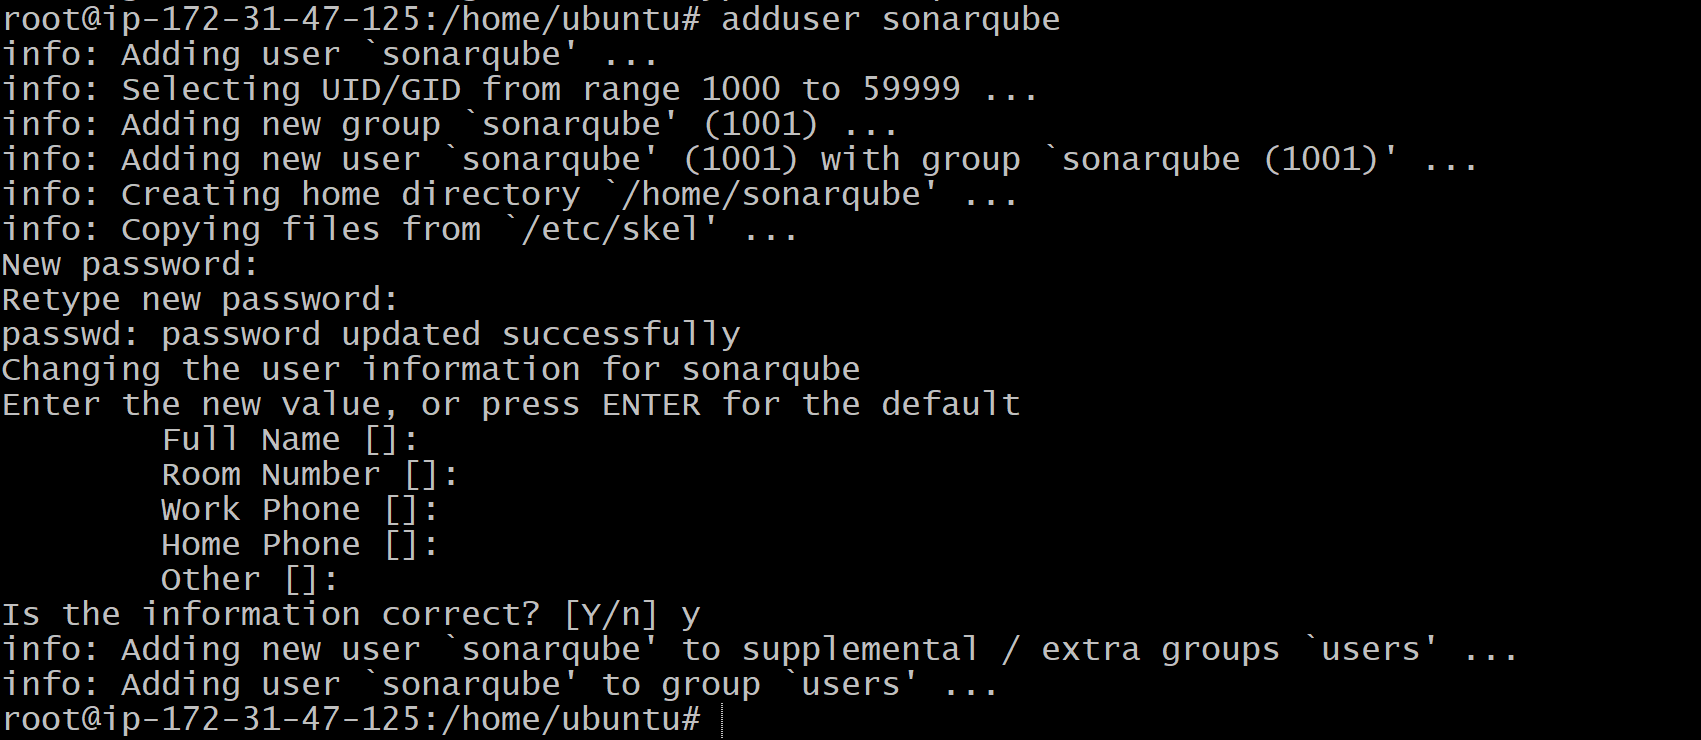 root@ip-172-31-47-125:/home/ubuntu# adduser sonarqube
info: Adding user `sonarqube' ...
info: Selecting UID/GID from range 1000 to 59999 ...
info: Adding new group `sonarqube' (1001) ...
info: Adding new user `sonarqube' (1001) with group `sonarqube (1001)' ...
info: Creating home directory `/home/sonarqube' ...
info: Copying files from `/etc/skel' ...
New password:
Retype new password:
passwd: password updated successfully
Changing the user information for sonarqube
Enter the new value, or press ENTER for the default
        Full Name []:
        Room Number []:
        Work Phone []:
        Home Phone []:
        Other []:
Is the information correct? [Y/n] y
info: Adding new user `sonarqube' to supplemental / extra groups `users' ...
info: Adding user `sonarqube' to group `users' ...
root@ip-172-31-47-125:/home/ubuntu#